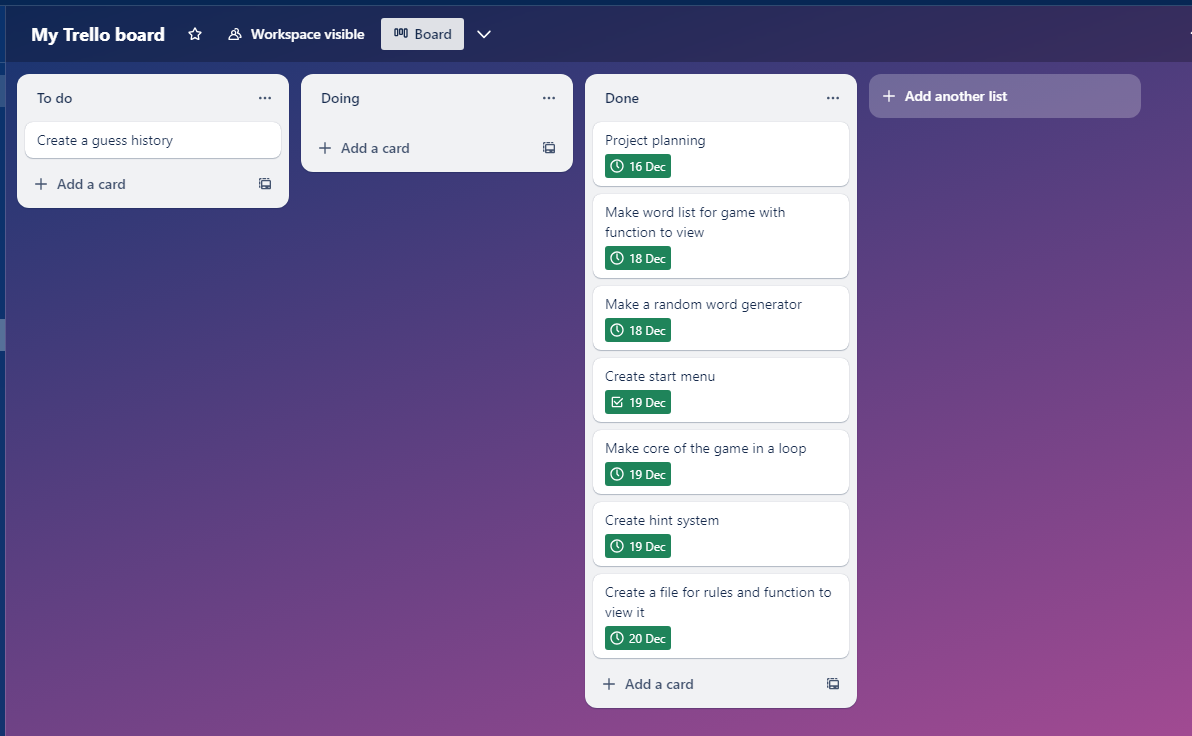 My Trello board
Workspace visible
Board
To do
Create a guess history
Add a card
Doing
Add a card
Done
Project planning
16 Dec
Make word list for game with
function to view
18 Dec
Make a random word generator
18 Dec
Create start menu
19 Dec
Make core of the game in a loop
19 Dec
Create hint system
19 Dec
Create a file for rules and function to
view it
20 Dec
Add a card
Add another list